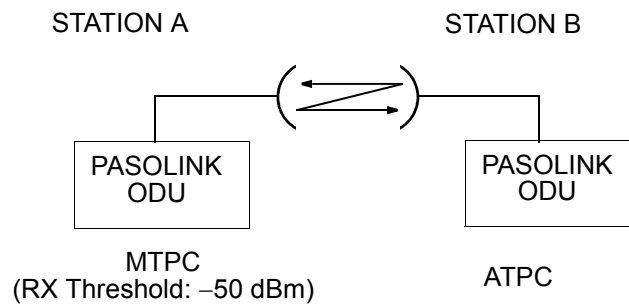 STATION A
STATION B
PASOLINK
ODU
PASOLINK
ODU
MTPC
(RX Threshold: −50 dBm)
ATPC